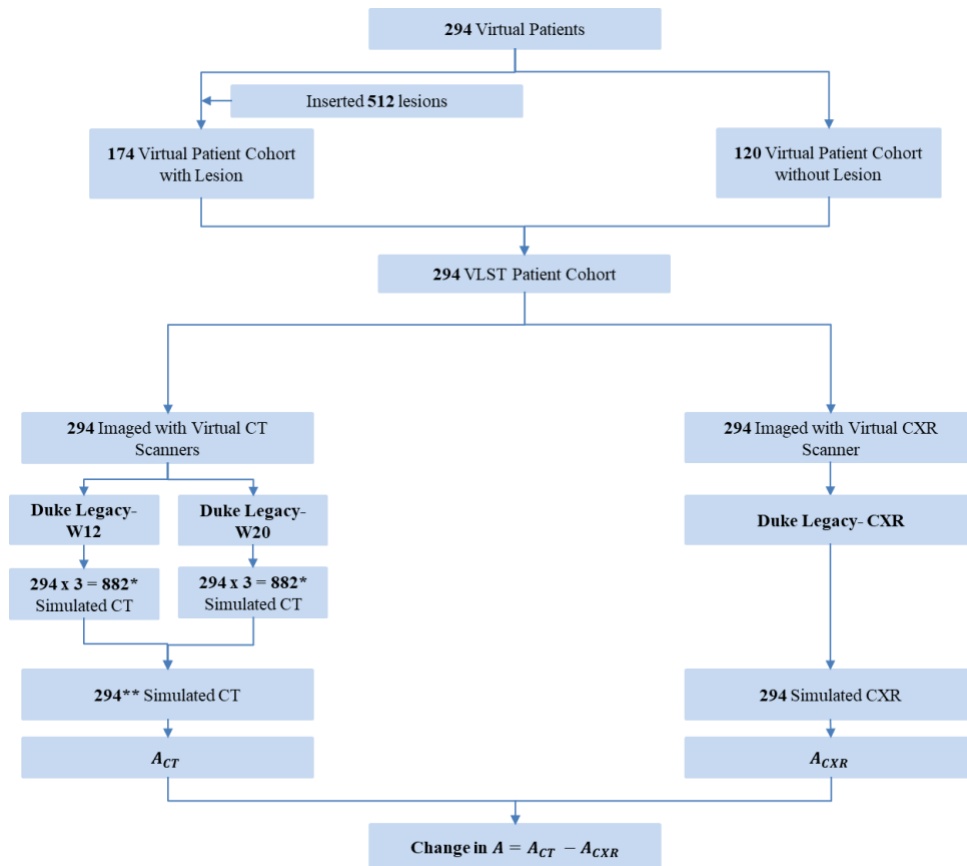 294 Virtual Patients
Inserted 512 lesions
174 Virtual Patient Cohort
with Lesion
120 Virtual Patient Cohort
without Lesion
294 VLST Patient Cohort
294 Imaged with Virtual CT
Scanners
294 Imaged with Virtual CXR
Scanner
Duke Legacy-
W12
Duke Legacy-
W20
Duke Legacy- CXR
294 x 3 = 882*
Simulated CT
294 x 3 = 882*
Simulated CT
294** Simulated CT
294 Simulated CXR
A_CT
A_CXR
Change in A = A_CT − A_CXR